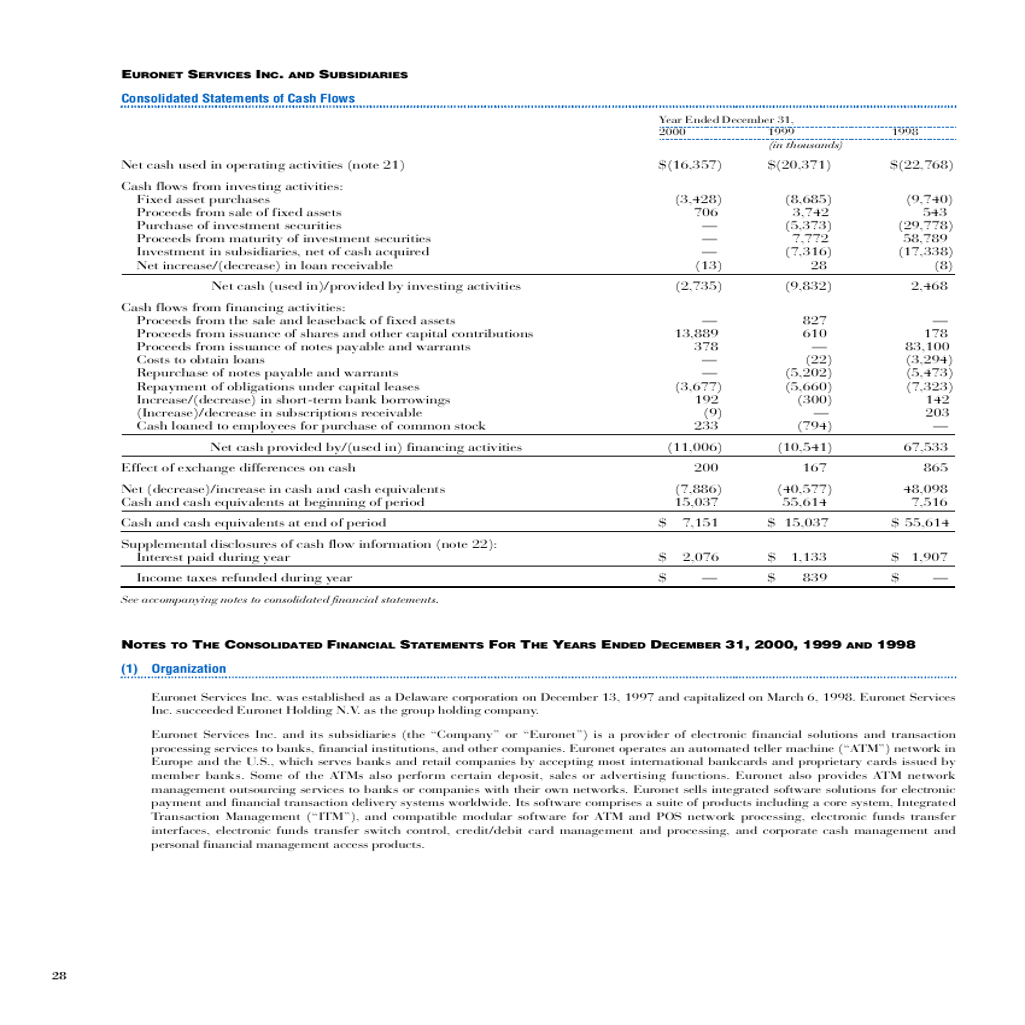 EURONET SERVICES INC. AND SUBSIDIARIES
Consolidated Statements of Cash Flows
Year Ended December 31,
2000 1999 1998
(in thousands)
Net cash used in operating activities (note 21) $(16,357) $(20,371) $(22,768)
Cash flows from investing activities:
Fixed asset purchases (3,428) (8,685) (9,740)
Proceeds from sale of fixed assets 706 3,742 543
Purchase of investment securities — (5,373) (29,778)
Proceeds from maturity of investment securities — 7,772 58,789
Investment in subsidiaries, net of cash acquired — (7,316) (17,338)
Net increase/(decrease) in loan receivable (13) 28 (8)
Net cash (used in)/provided by investing activities (2,735) (9,832) 2,468
Cash flows from financing activities:
Proceeds from the sale and leaseback of fixed assets — 827 —
Proceeds from issuance of shares and other capital contributions 13,889 610 178
Proceeds from issuance of notes payable and warrants 378 — 83,100
Costs to obtain loans — (22) (3,294)
Repurchase of notes payable and warrants — (5,202) (5,473)
Repayment of obligations under capital leases (3,677) (5,660) (7,323)
Increase/(decrease) in short-term bank borrowings 192 (300) 142
(Increase)/decrease in subscriptions receivable (9) — 203
Cash loaned to employees for purchase of common stock 233 (794) —
Net cash provided by/(used in) financing activities (11,006) (10,541) 67,533
Effect of exchange differences on cash 200 167 865
Net (decrease)/increase in cash and cash equivalents (7,886) (40,577) 48,098
Cash and cash equivalents at beginning of period 15,037 55,614 7,516
Cash and cash equivalents at end of period $ 7,151 $ 15,037 $ 55,614
Supplemental disclosures of cash flow information (note 22):
Interest paid during year $ 2,076 $ 1,133 $ 1,907
Income taxes refunded during year $ — $ 839 $ —
See accompanying notes to consolidated financial statements.
NOTES TO THE CONSOLIDATED FINANCIAL STATEMENTS FOR THE YEARS ENDED DECEMBER 31, 2000, 1999 AND 1998
(1) Organization
Euronet Services Inc. was established as a Delaware corporation on December 13, 1997 and capitalized on March 6, 1998. Euronet Services
Inc. succeeded Euronet Holding N.V. as the group holding company.
Euronet Services Inc. and its subsidiaries (the “Company” or “Euronet”) is a provider of electronic financial solutions and transaction
processing services to banks, financial institutions, and other companies. Euronet operates an automated teller machine (“ATM”) network in
Europe and the U.S., which serves banks and retail companies by accepting most international bankcards and proprietary cards issued by
member banks. Some of the ATMs also perform certain deposit, sales or advertising functions. Euronet also provides ATM network
management outsourcing services to banks or companies with their own networks. Euronet sells integrated software solutions for electronic
payment and financial transaction delivery systems worldwide. Its software comprises a suite of products including a core system, Integrated
Transaction Management (“ITM”), and compatible modular software for ATM and POS network processing, electronic funds transfer
interfaces, electronic funds transfer switch control, credit/debit card management and processing, and corporate cash management and
personal financial management access products.
28